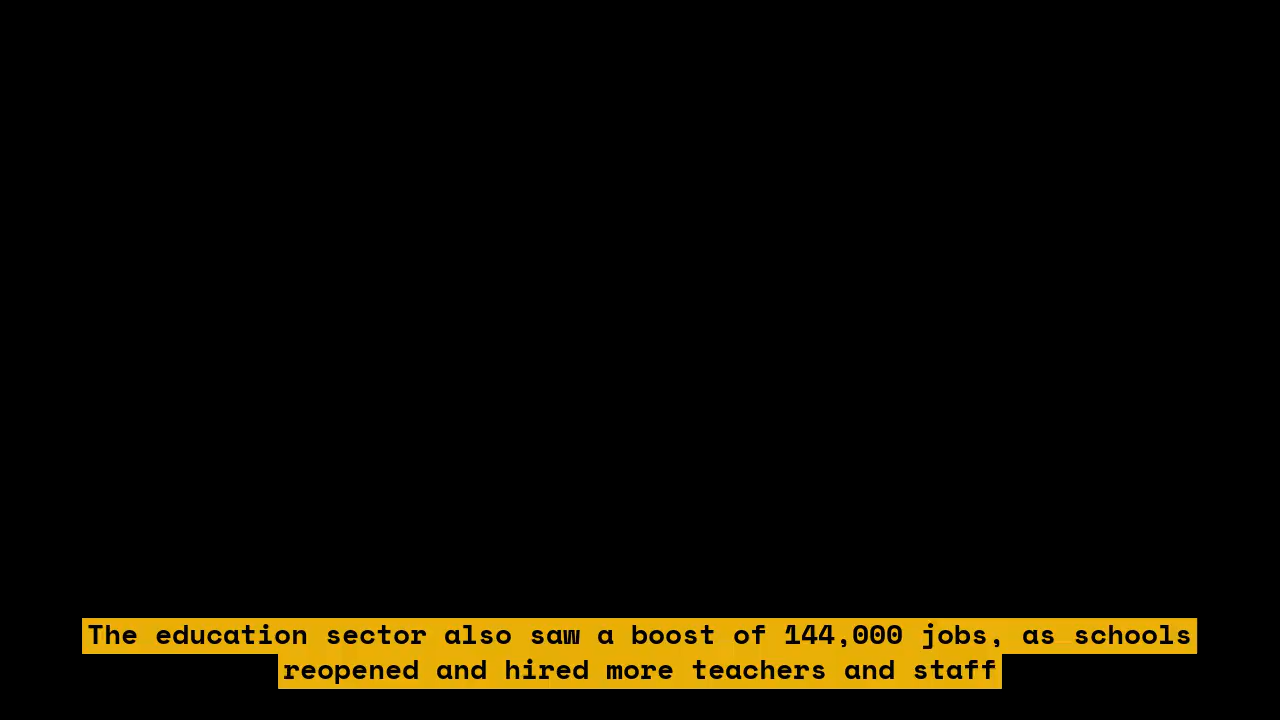 The education sector also saw a boost of 144,000 jobs, as schools
reopened and hired more teachers and staff